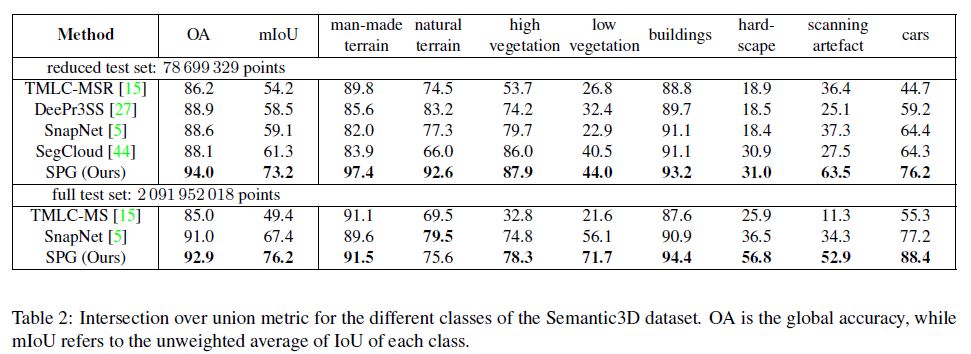 Method OA mIoU man-made terrain natural terrain high vegetation low vegetation buildings hard-scape scanning artefact cars
reduced test set: 78 699 329 points
TMLC-MSR [15] 86.2 54.2 89.8 74.5 53.7 26.8 88.8 18.9 36.4 44.7
DeePr3SS [27] 88.9 58.5 85.6 83.2 74.2 32.4 89.7 18.5 25.1 59.2
SnapNet [5] 88.6 59.1 82.0 77.3 79.7 22.9 91.1 18.4 37.3 64.4
SegCloud [44] 88.1 61.3 83.9 66.0 86.0 40.5 91.1 30.9 27.5 64.3
SPG (Ours) 94.0 73.2 97.4 92.6 87.9 44.0 93.2 31.0 63.5 76.2
full test set: 2 091 952 018 points
TMLC-MS [15] 85.0 49.4 91.1 69.5 32.8 21.6 87.6 25.9 11.3 55.3
SnapNet [5] 91.0 67.4 89.6 79.5 74.8 56.1 90.9 36.5 34.3 77.2
SPG (Ours) 92.9 76.2 91.5 75.6 78.3 71.7 94.4 56.8 52.9 88.4
Table 2: Intersection over union metric for the different classes of the Semantic3D dataset. OA is the global accuracy, while
mIoU refers to the unweighted average of IoU of each class.